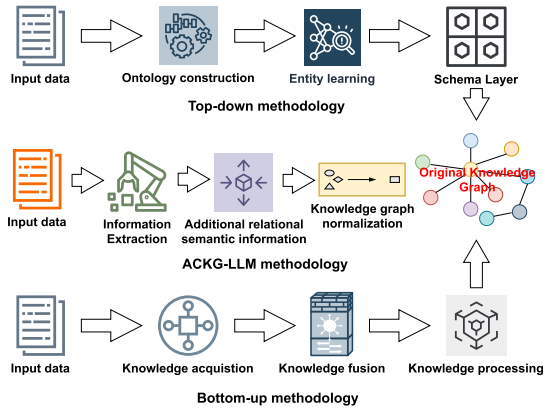 Input data
Ontology construction
Entity learning
Schema Layer
Top-down methodology
Original Knowledge
Graph
Input data
Information
Extraction
Additional relational
semantic information
Knowledge graph
normalization
ACKG-LLM methodology
Input data
Knowledge acquistion
Knowledge fusion
Knowledge processing
Bottom-up methodology